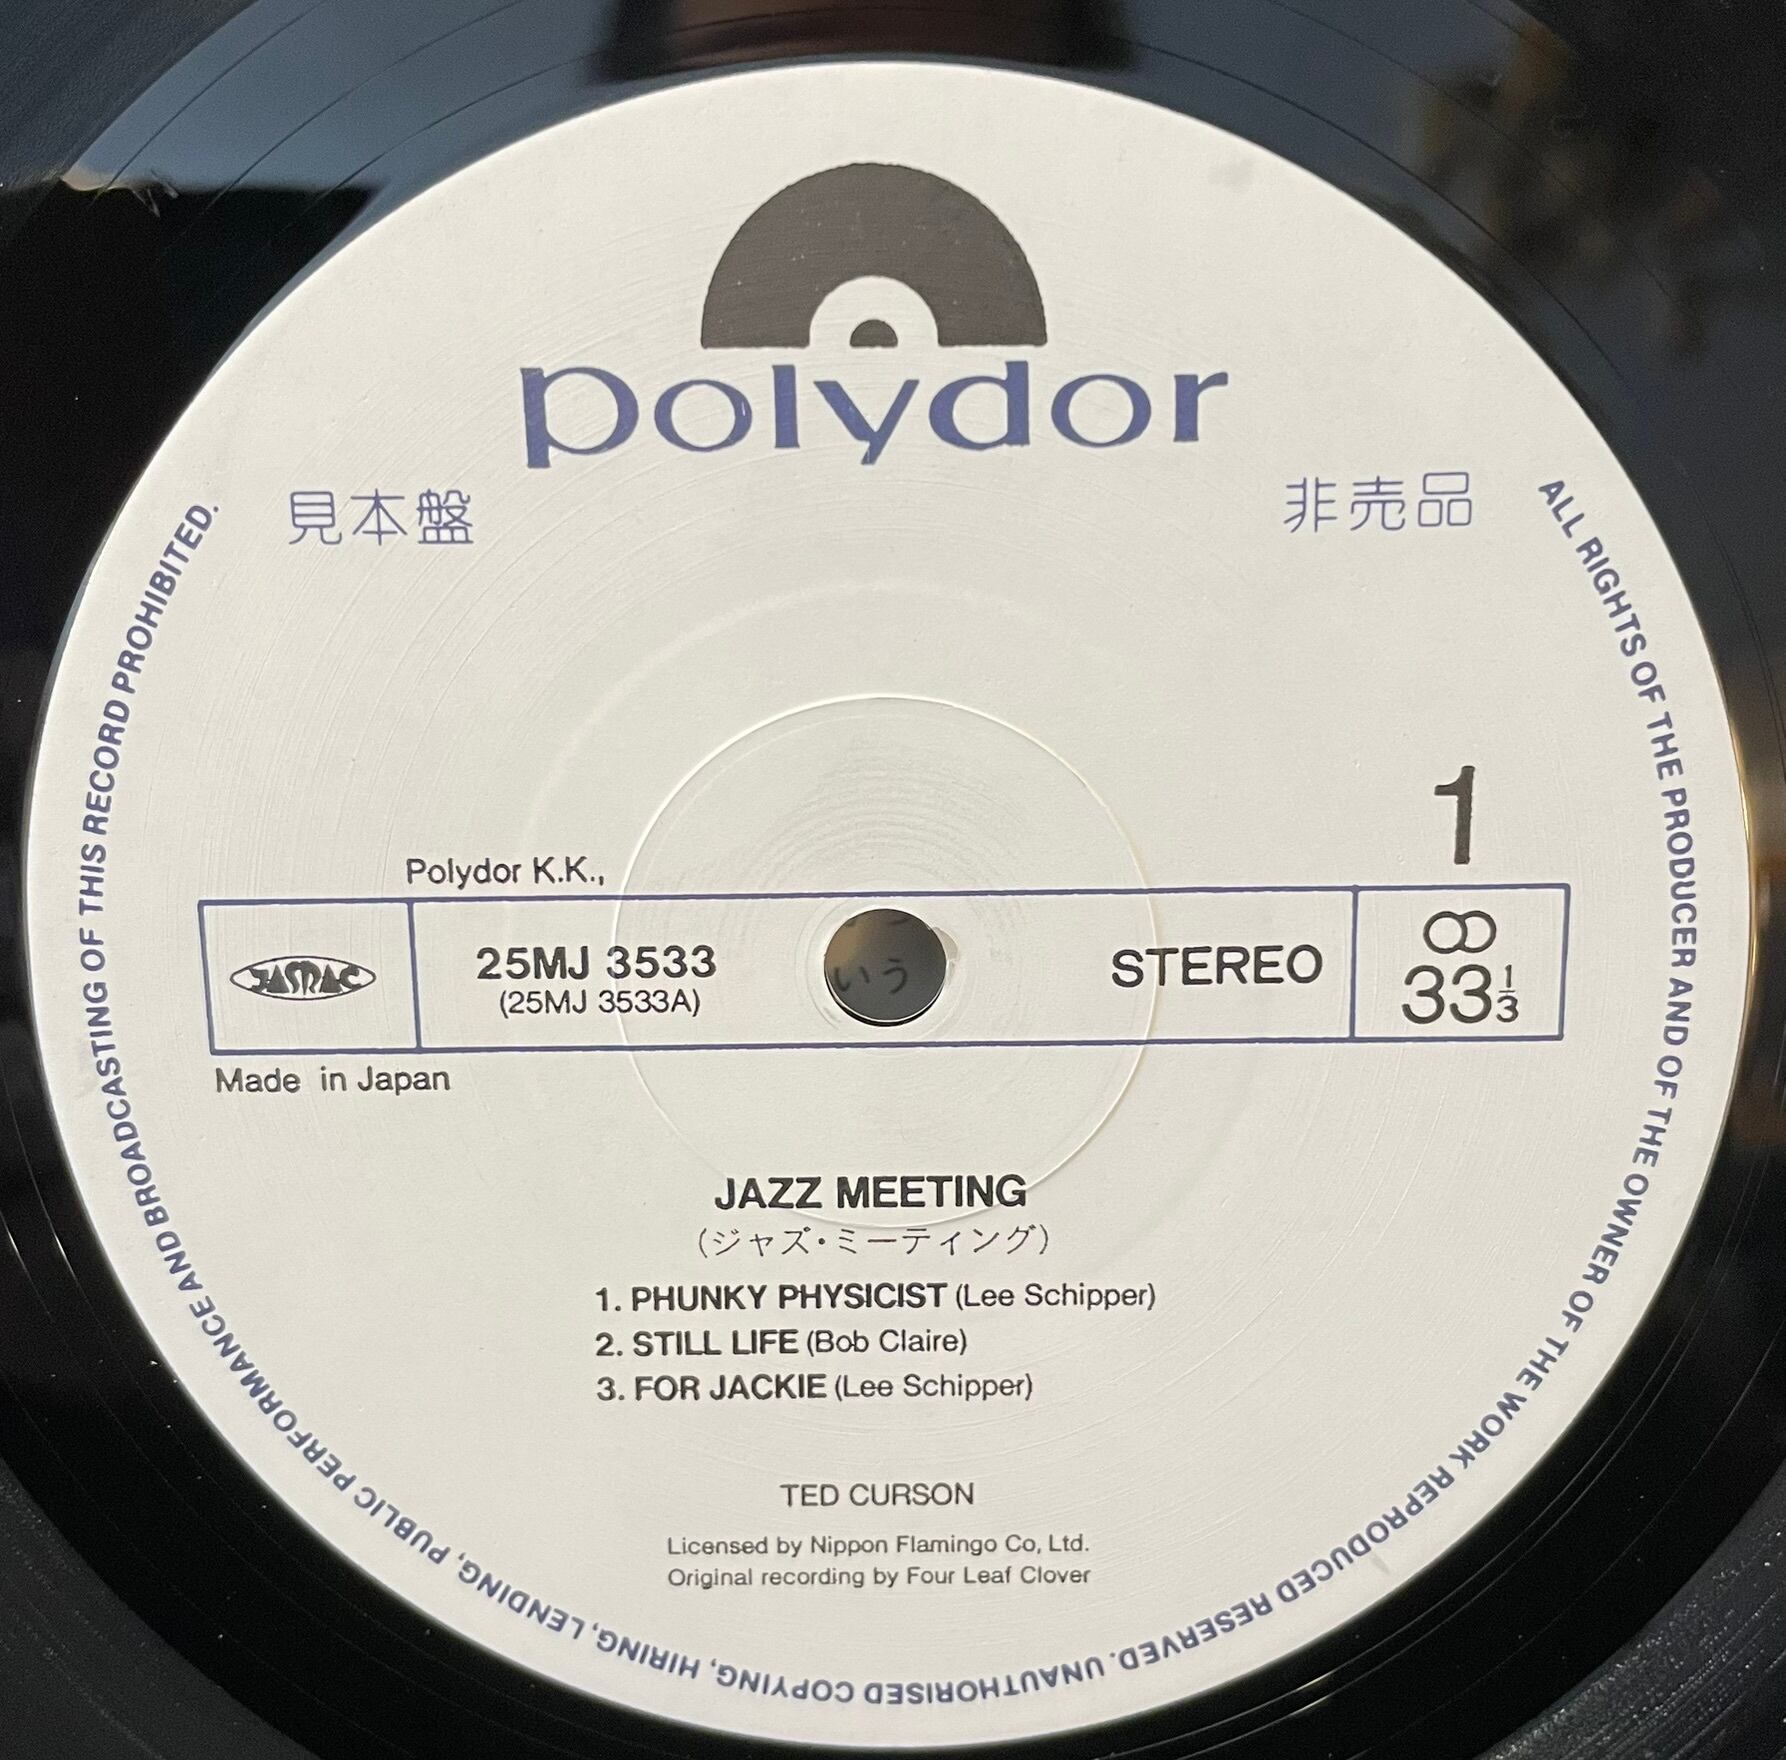 polydor
見本盤
非売品
1
Polydor K.K.,
JASRAC
25MJ 3533
(25MJ 3533A)
いう
STEREO
33⅓
Made in Japan
JAZZ MEETING
(ジャズ・ミーティング)
1. PHUNKY PHYSICIST (Lee Schipper)
2. STILL LIFE (Bob Claire)
3. FOR JACKIE (Lee Schipper)
TED CURSON
Licensed by Nippon Flamingo Co, Ltd.
Original recording by Four Leaf Clover
ALL RIGHTS OF THE PRODUCER AND OF THE OWNER OF THE WORK REPRODUCED RESERVED. UNAUTHORISED COPYING, HIRING, LENDING, PUBLIC PERFORMANCE AND BROADCASTING OF THIS RECORD PROHIBITED.